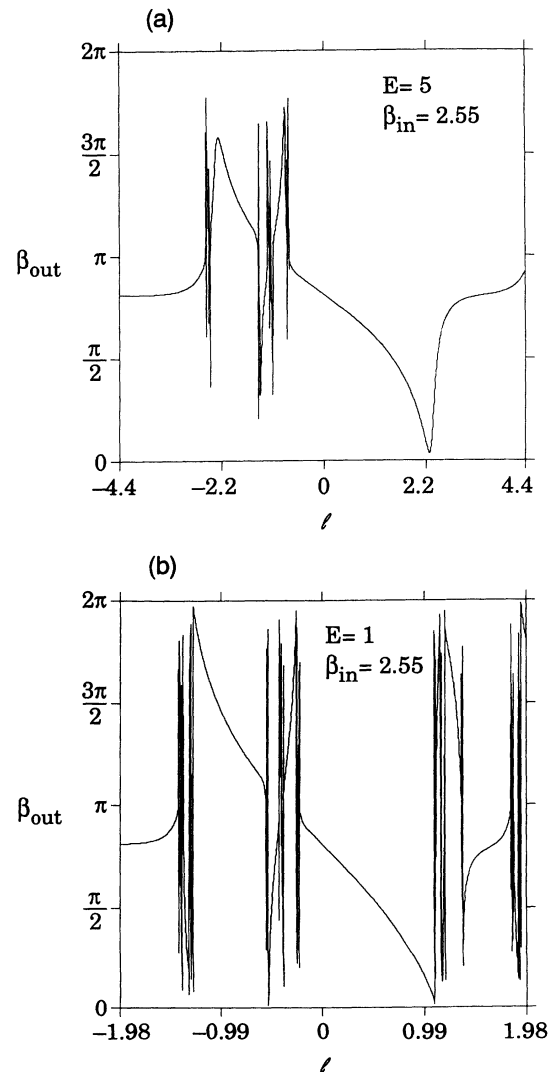 (a)
2π
E= 5
β_in= 2.55
3π/2
π
β_out
π/2
0
−4.4 −2.2 0 2.2 4.4
ℓ
(b)
2π
E= 1
β_in= 2.55
3π/2
π
β_out
π/2
0
−1.98 −0.99 0 0.99 1.98
ℓ